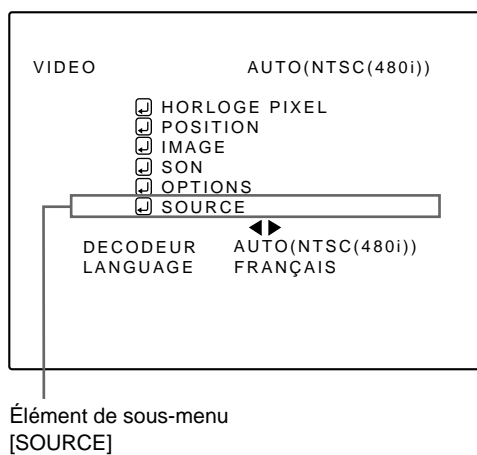 VIDEO AUTO(NTSC(480i))
HORLOGE PIXEL
POSITION
IMAGE
SON
OPTIONS
SOURCE
DECODEUR AUTO(NTSC(480i))
LANGUAGE FRANÇAIS
Élément de sous-menu
[SOURCE]